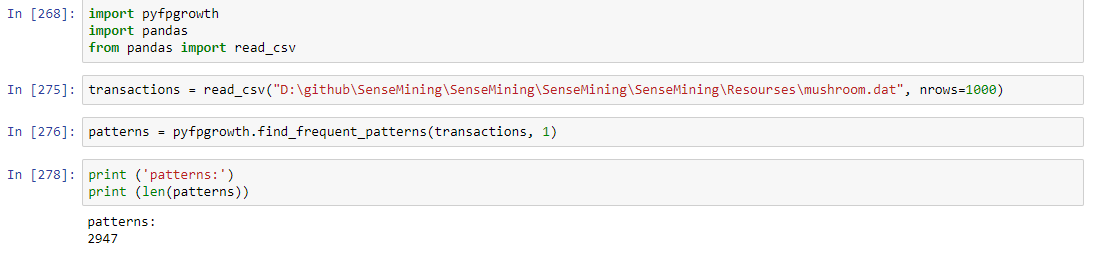 In [268]: import pyfpgrowth
import pandas
from pandas import read_csv
In [275]: transactions = read_csv("D:\github\SenseMining\SenseMining\SenseMining\SenseMining\Resourses\mushroom.dat", nrows=1000)
In [276]: patterns = pyfpgrowth.find_frequent_patterns(transactions, 1)
In [278]: print ('patterns:')
print (len(patterns))
patterns:
2947